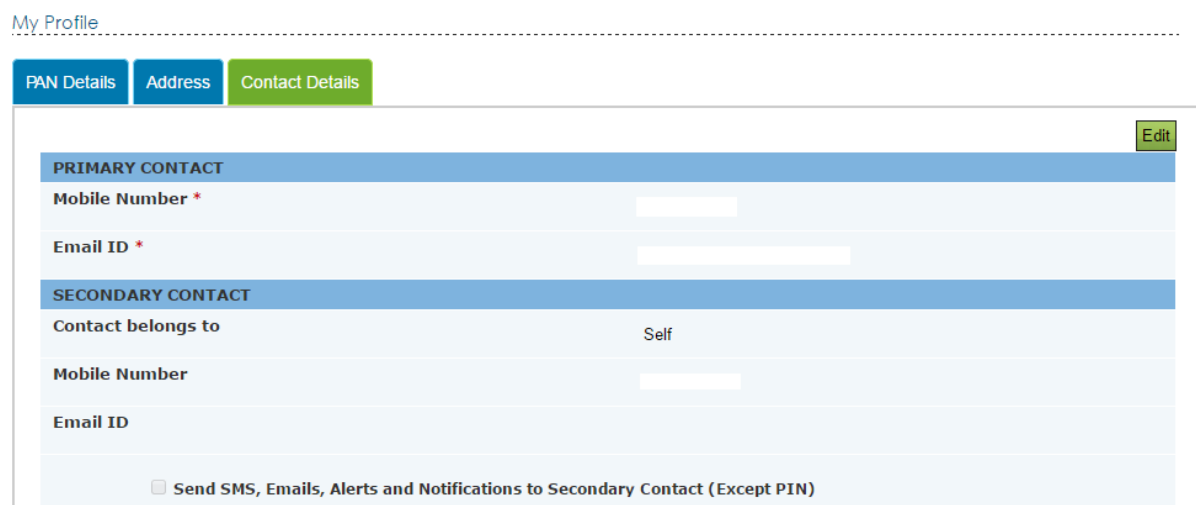 My Profile
PAN Details Address Contact Details
Edit
PRIMARY CONTACT
Mobile Number *
Email ID *
SECONDARY CONTACT
Contact belongs to Self
Mobile Number
Email ID
Send SMS, Emails, Alerts and Notifications to Secondary Contact (Except PIN)